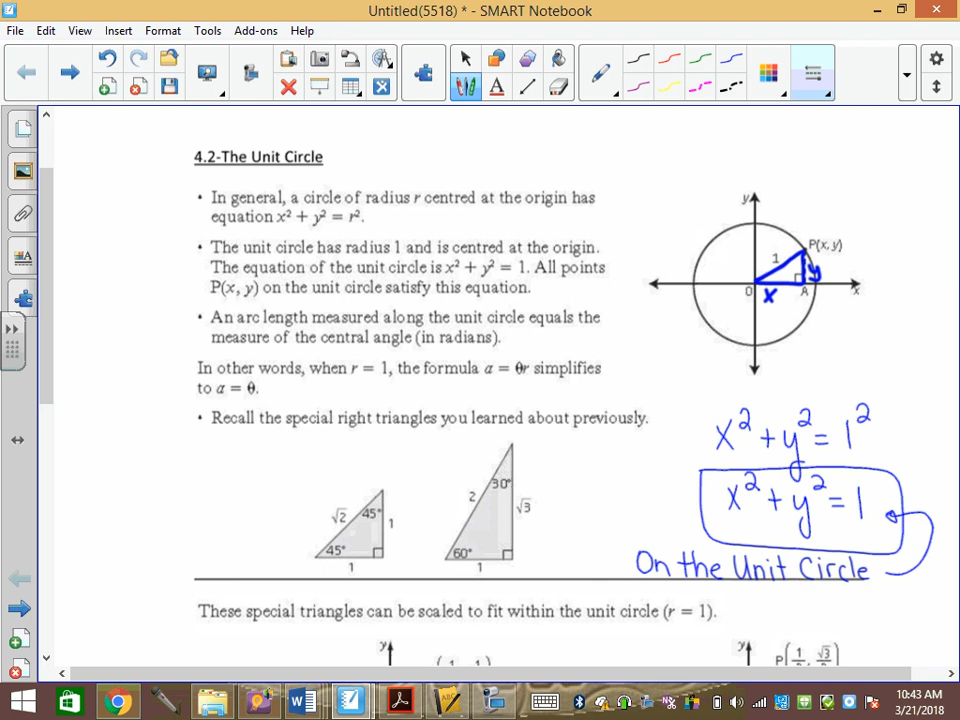 Untitled(5518) * - SMART Notebook
File Edit View Insert Format Tools Add-ons Help
4.2-The Unit Circle
• In general, a circle of radius r centred at the origin has
equation x² + y² = r².
• The unit circle has radius 1 and is centred at the origin.
The equation of the unit circle is x² + y² = 1. All points
P(x, y) on the unit circle satisfy this equation.
• An arc length measured along the unit circle equals the
measure of the central angle (in radians).
In other words, when r = 1, the formula a = θr simplifies
to a = θ.
• Recall the special right triangles you learned about previously.
y
P(x, y)
1
y
0
x
A
x
x² + y² = 1²
x² + y² = 1
On the Unit Circle
√2
45°
1
45°
1
30°
2
√3
60°
1
These special triangles can be scaled to fit within the unit circle (r = 1).
y
y
10:43 AM
3/21/2018